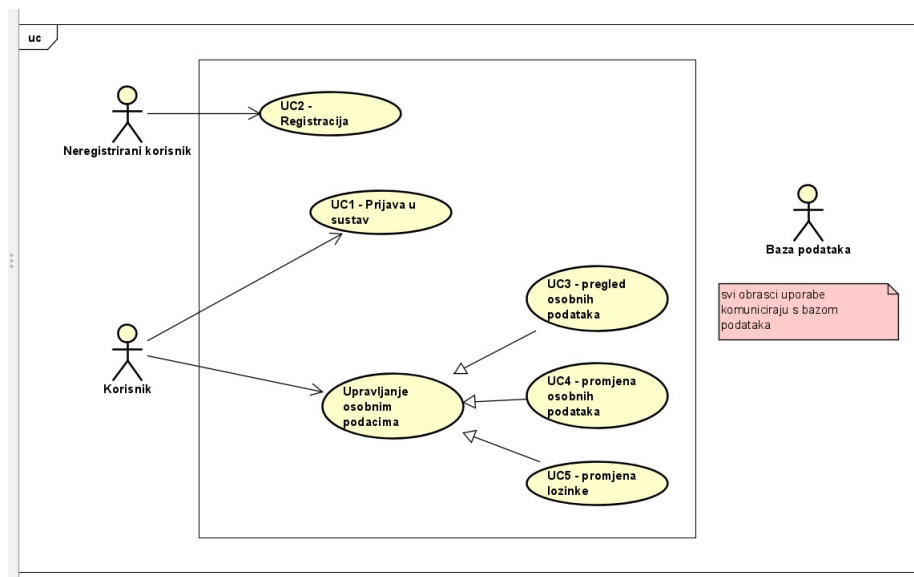 uc
UC2 -
Registracija
Neregistrirani korisnik
UC1 - Prijava u
sustav
Baza podataka
UC3 - pregled
osobnih
podataka
svi obrasci uporabe
komuniciraju s bazom
podataka
Korisnik
Upravljanje
osobnim
podacima
UC4 - promjena
osobnih
podataka
UC5 - promjena
lozinke